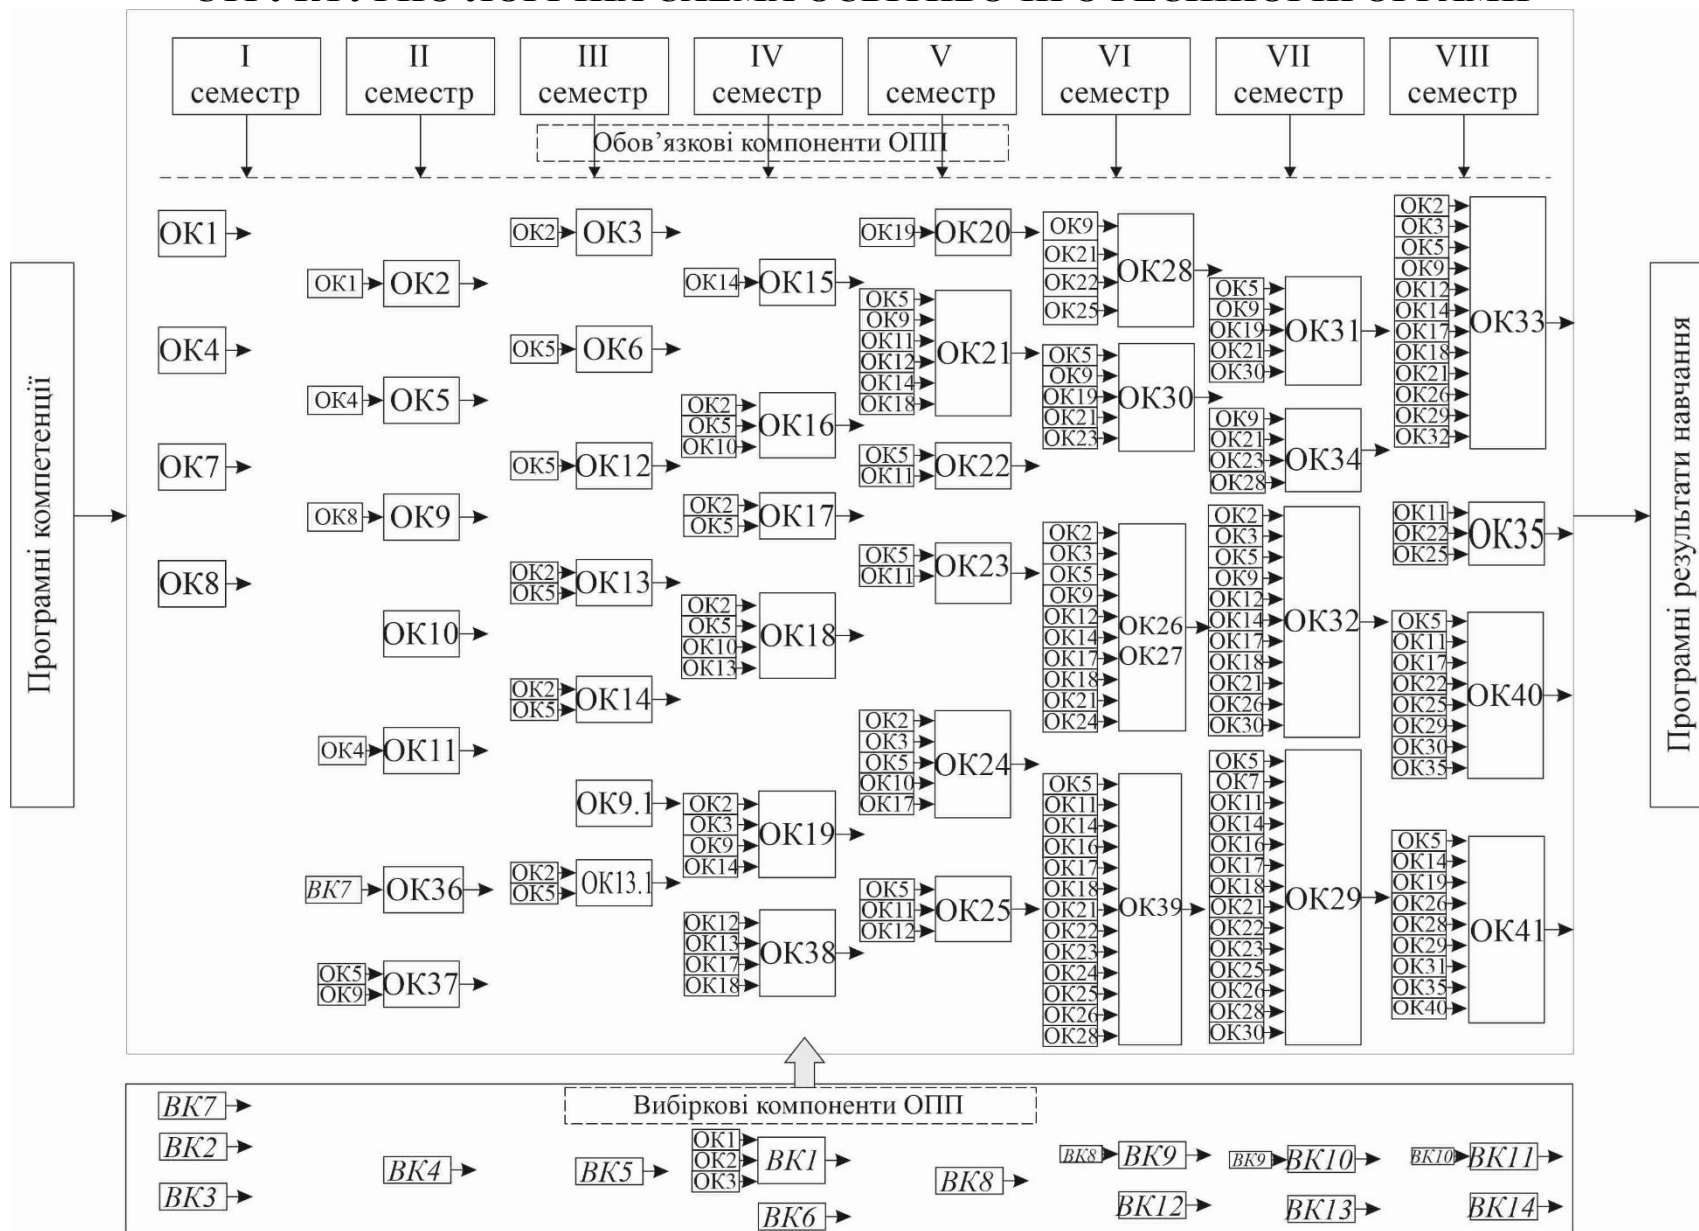 I
семестр
II
семестр
III
семестр
IV
семестр
V
семестр
VI
семестр
VII
семестр
VIII
семестр
Обов’язкові компоненти ОПП
Програмні компетенції
ОК1
ОК4
ОК7
ОК8
ОК1
ОК2
ОК4
ОК5
ОК8
ОК9
ОК10
ОК4
ОК11
ВК7
ОК36
ОК5
ОК9
ОК37
ОК2
ОК3
ОК5
ОК6
ОК5
ОК12
ОК2
ОК5
ОК13
ОК2
ОК5
ОК14
ОК9.1
ОК2
ОК5
ОК13.1
ОК14
ОК15
ОК2
ОК5
ОК10
ОК16
ОК2
ОК5
ОК17
ОК2
ОК5
ОК10
ОК13
ОК18
ОК2
ОК3
ОК9
ОК14
ОК19
ОК12
ОК13
ОК17
ОК18
ОК38
ОК19
ОК20
ОК5
ОК9
ОК11
ОК12
ОК14
ОК18
ОК21
ОК5
ОК11
ОК22
ОК5
ОК11
ОК23
ОК2
ОК3
ОК5
ОК10
ОК17
ОК24
ОК5
ОК11
ОК12
ОК25
ОК9
ОК21
ОК22
ОК25
ОК28
ОК5
ОК9
ОК19
ОК21
ОК23
ОК30
ОК2
ОК3
ОК5
ОК9
ОК12
ОК14
ОК17
ОК18
ОК21
ОК24
ОК26
ОК27
ОК5
ОК11
ОК14
ОК16
ОК17
ОК18
ОК21
ОК22
ОК23
ОК24
ОК25
ОК26
ОК28
ОК39
ОК5
ОК9
ОК19
ОК21
ОК30
ОК31
ОК9
ОК21
ОК23
ОК28
ОК34
ОК2
ОК3
ОК5
ОК9
ОК12
ОК14
ОК17
ОК18
ОК21
ОК26
ОК30
ОК32
ОК5
ОК7
ОК11
ОК14
ОК16
ОК17
ОК18
ОК21
ОК22
ОК23
ОК25
ОК26
ОК28
ОК30
ОК29
ОК2
ОК3
ОК5
ОК9
ОК12
ОК14
ОК17
ОК18
ОК21
ОК26
ОК29
ОК32
ОК33
ОК11
ОК22
ОК25
ОК35
ОК5
ОК11
ОК17
ОК22
ОК25
ОК29
ОК30
ОК35
ОК40
ОК5
ОК14
ОК19
ОК26
ОК28
ОК29
ОК31
ОК35
ОК40
ОК41
Програмні результати навчання
Вибіркові компоненти ОПП
ВК7
ВК2
ВК3
ВК4
ВК5
ОК1
ОК2
ОК3
ВК1
ВК6
ВК8
ВК8
ВК9
ВК12
ВК9
ВК10
ВК13
ВК10
ВК11
ВК14